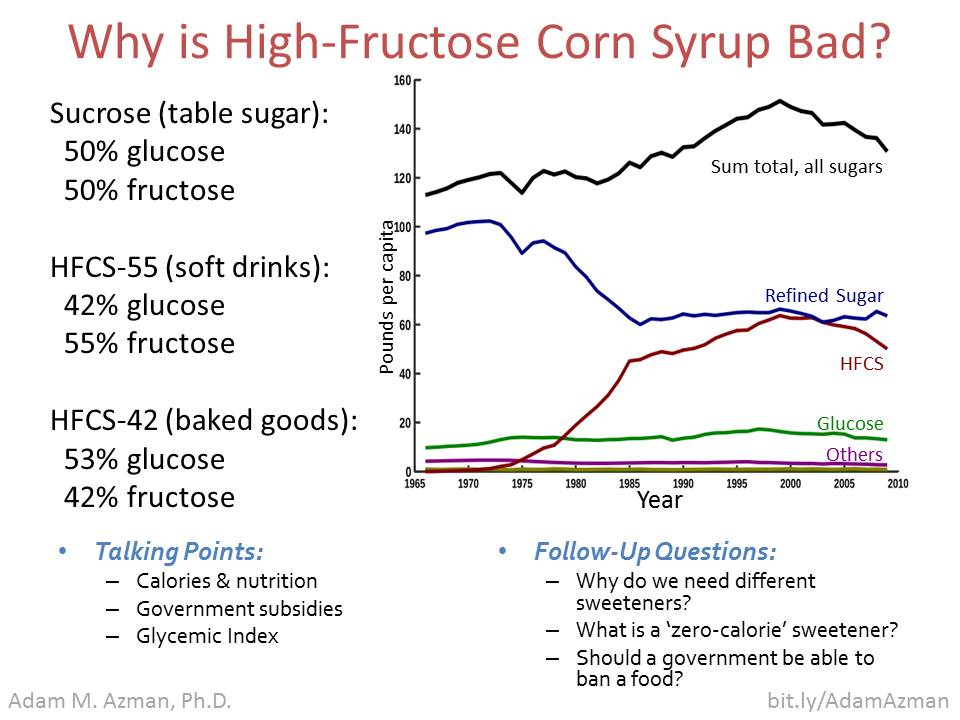 Why is High-Fructose Corn Syrup Bad?
Sucrose (table sugar):
50% glucose
50% fructose
HFCS-55 (soft drinks):
42% glucose
55% fructose
HFCS-42 (baked goods):
53% glucose
42% fructose
160
140
120
100
80
60
40
20
0
Pounds per capita
Sum total, all sugars
Refined Sugar
HFCS
Glucose
Others
1965
1970
1975
1980
1985
1990
1995
2000
2005
2010
Year
• Talking Points:
– Calories & nutrition
– Government subsidies
– Glycemic Index
• Follow-Up Questions:
– Why do we need different
sweeteners?
– What is a ‘zero-calorie’ sweetener?
– Should a government be able to
ban a food?
Adam M. Azman, Ph.D.
bit.ly/AdamAzman